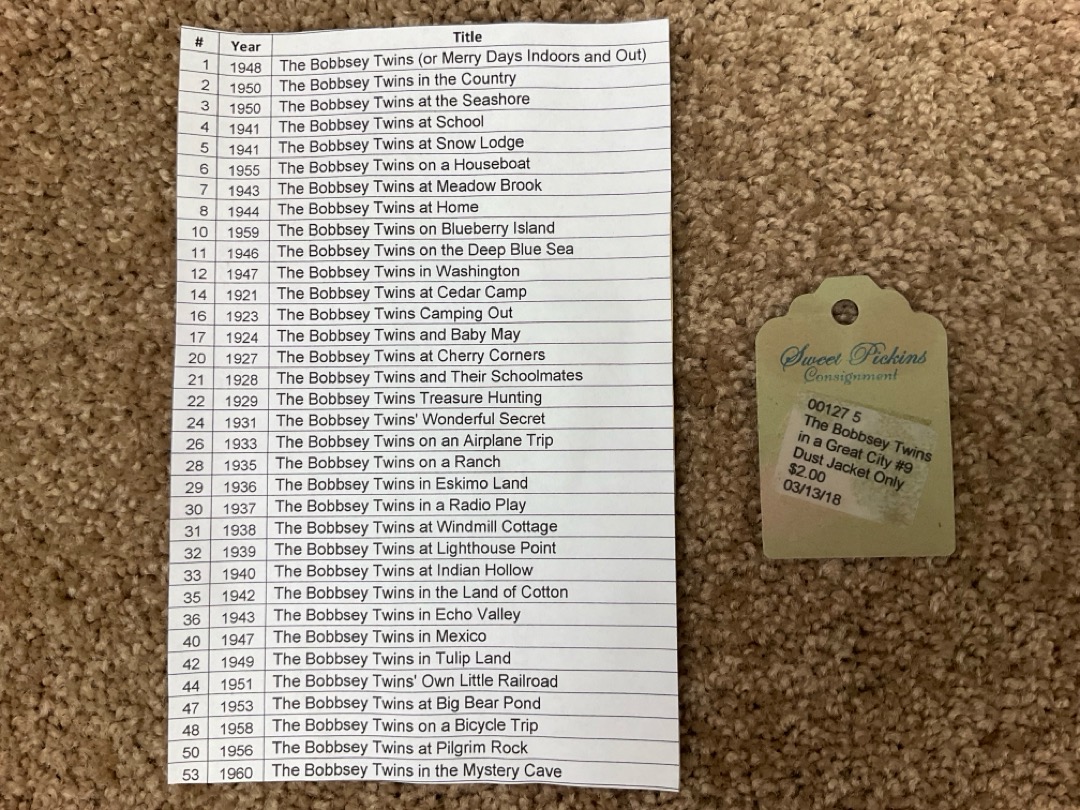 # Year Title
1 1948 The Bobbsey Twins (or Merry Days Indoors and Out)
2 1950 The Bobbsey Twins in the Country
3 1950 The Bobbsey Twins at the Seashore
4 1941 The Bobbsey Twins at School
5 1941 The Bobbsey Twins at Snow Lodge
6 1955 The Bobbsey Twins on a Houseboat
7 1943 The Bobbsey Twins at Meadow Brook
8 1944 The Bobbsey Twins at Home
10 1959 The Bobbsey Twins on Blueberry Island
11 1946 The Bobbsey Twins on the Deep Blue Sea
12 1947 The Bobbsey Twins in Washington
14 1921 The Bobbsey Twins at Cedar Camp
16 1923 The Bobbsey Twins Camping Out
17 1924 The Bobbsey Twins and Baby May
20 1927 The Bobbsey Twins at Cherry Corners
21 1928 The Bobbsey Twins and Their Schoolmates
22 1929 The Bobbsey Twins Treasure Hunting
24 1931 The Bobbsey Twins' Wonderful Secret
26 1933 The Bobbsey Twins on an Airplane Trip
28 1935 The Bobbsey Twins on a Ranch
29 1936 The Bobbsey Twins in Eskimo Land
30 1937 The Bobbsey Twins in a Radio Play
31 1938 The Bobbsey Twins at Windmill Cottage
32 1939 The Bobbsey Twins at Lighthouse Point
33 1940 The Bobbsey Twins at Indian Hollow
35 1942 The Bobbsey Twins in the Land of Cotton
36 1943 The Bobbsey Twins in Echo Valley
40 1947 The Bobbsey Twins in Mexico
42 1949 The Bobbsey Twins in Tulip Land
44 1951 The Bobbsey Twins' Own Little Railroad
47 1953 The Bobbsey Twins at Big Bear Pond
48 1958 The Bobbsey Twins on a Bicycle Trip
50 1956 The Bobbsey Twins at Pilgrim Rock
53 1960 The Bobbsey Twins in the Mystery Cave
Sweet Pickins
Consignment
00127 5
The Bobbsey Twins
in a Great City #9
Dust Jacket Only
$2.00
03/13/18